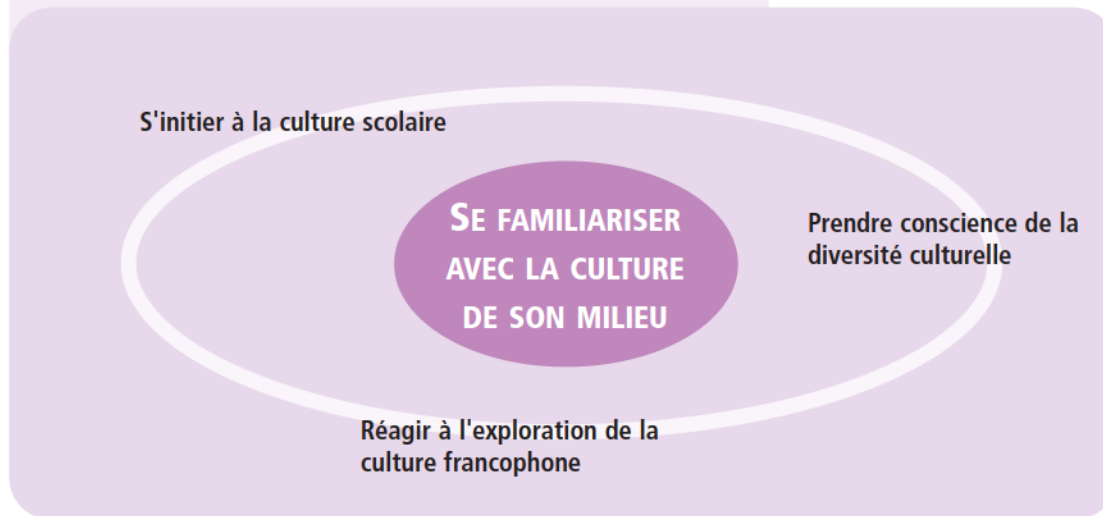 S'initier à la culture scolaire
SE FAMILIARISER
AVEC LA CULTURE
DE SON MILIEU
Prendre conscience de la
diversité culturelle
Réagir à l'exploration de la
culture francophone